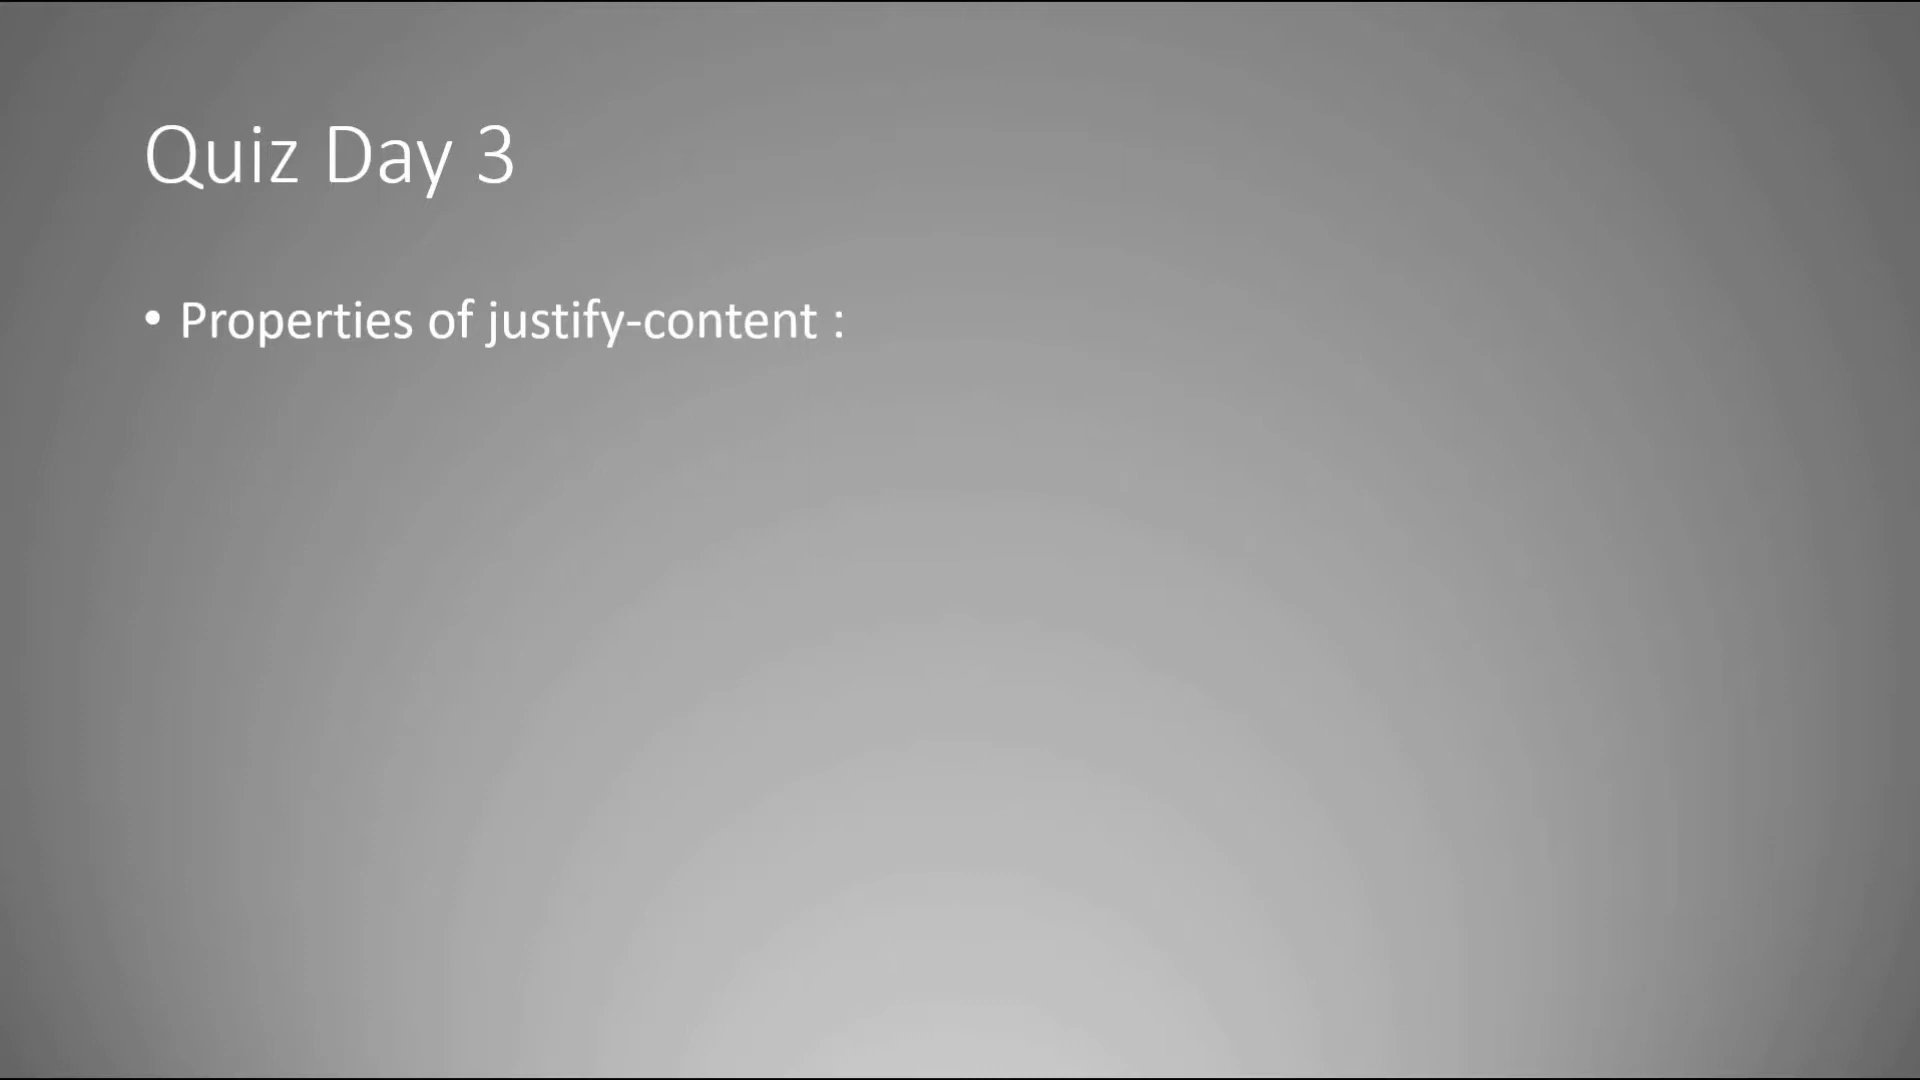 Quiz Day 3
• Properties of justify-content :